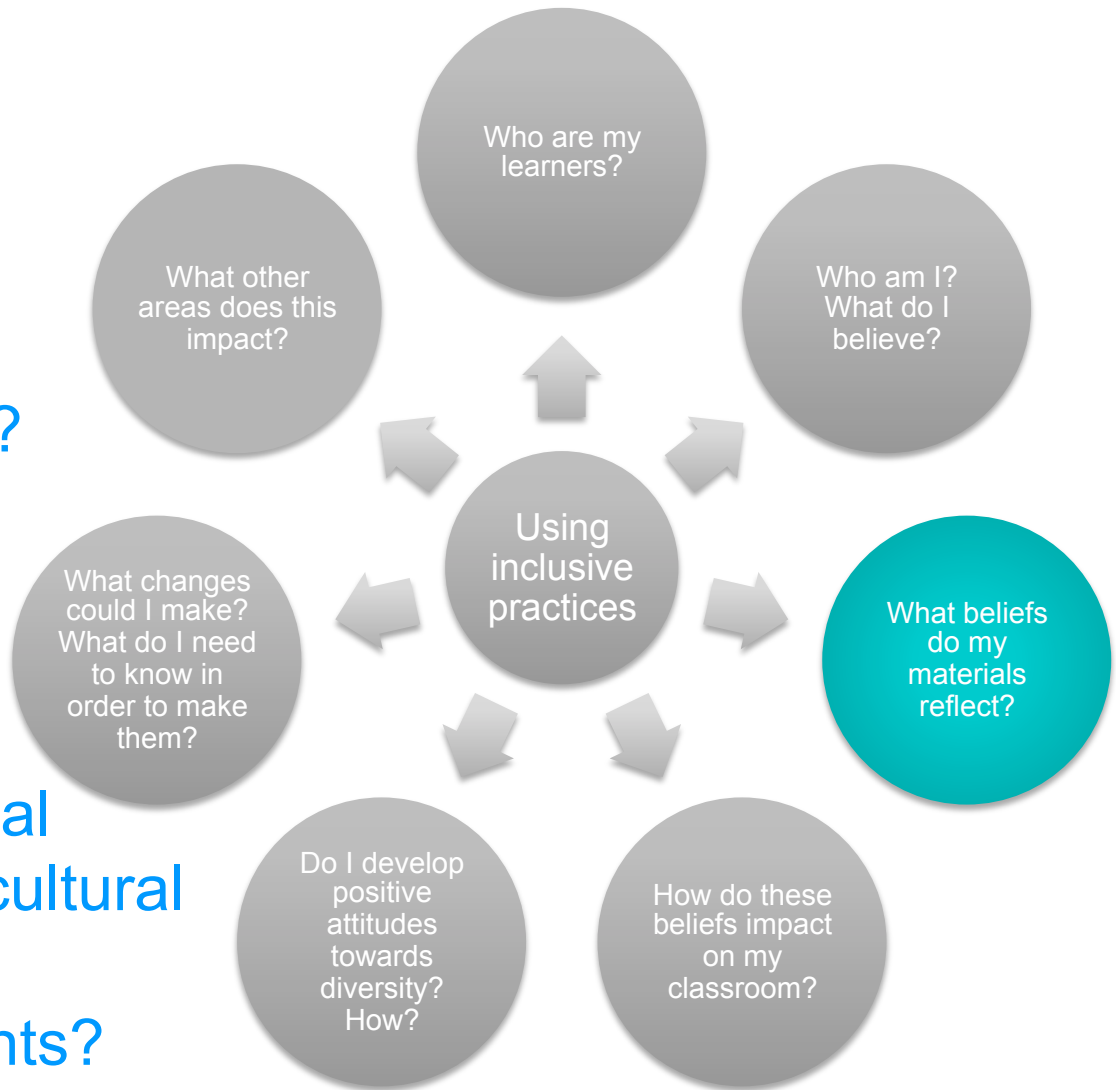 Who are my
learners?
Who am I?
What do I
believe?
What beliefs
do my
materials
reflect?
How do these
beliefs impact
on my
classroom?
Do I develop
positive
attitudes
towards
diversity?
How?
What changes
could I make?
What do I need
to know in
order to make
them?
What other
areas does this
impact?
Using
inclusive
practices
?
al
cultural
nts?